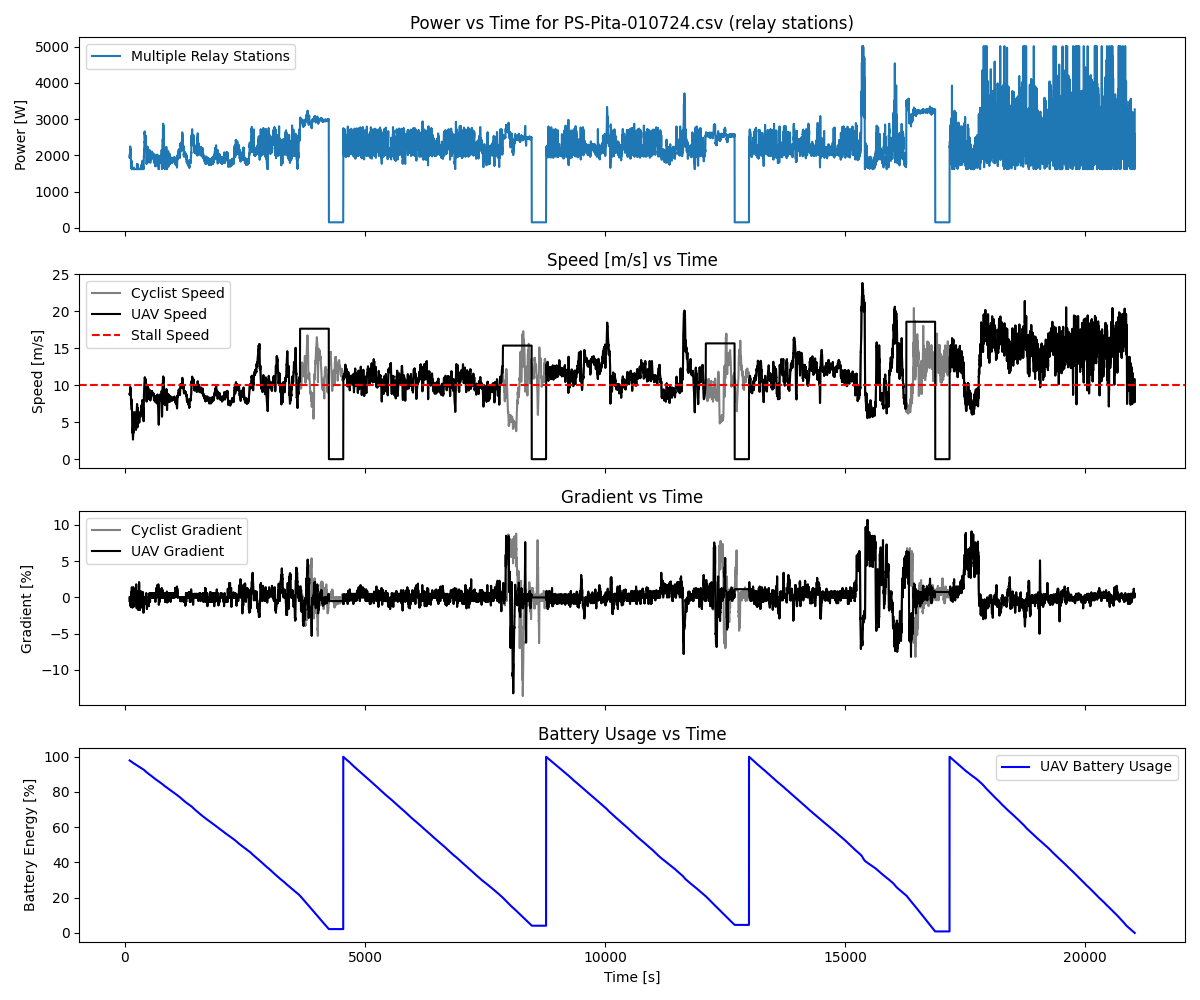 Power vs Time for PS-Pita-010724.csv (relay stations)
Multiple Relay Stations
5000
4000
3000
2000
1000
0
Power [W]
Speed [m/s] vs Time
Cyclist Speed
UAV Speed
Stall Speed
25
20
15
10
5
0
Speed [m/s]
Gradient vs Time
Cyclist Gradient
UAV Gradient
10
5
0
−5
−10
Gradient [%]
Battery Usage vs Time
UAV Battery Usage
100
80
60
40
20
0
Battery Energy [%]
0 5000 10000 15000 20000
Time [s]